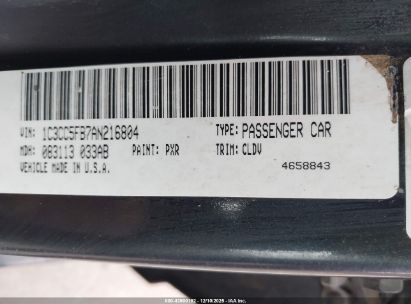 VIN: 1C3CC5FB7AN216804 TYPE: PASSENGER CAR
MDH: 083113 033AB PAINT: PXR TRIM: CLDV
VEHICLE MADE IN U.S.A. 4658843